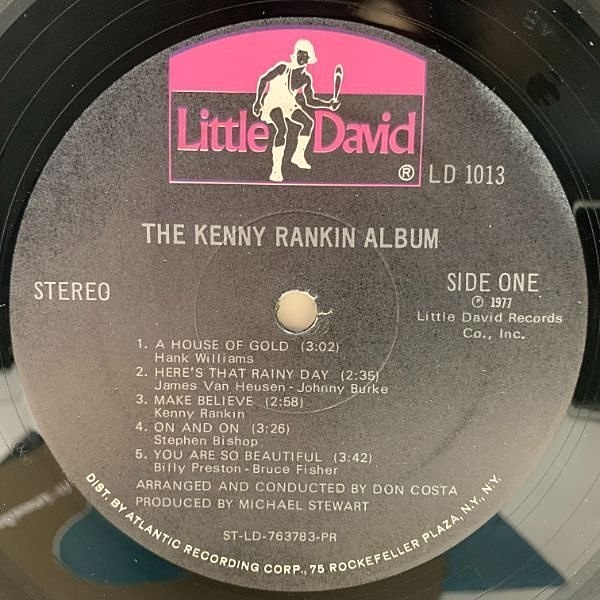 Little David
® LD 1013
THE KENNY RANKIN ALBUM
STEREO
SIDE ONE
℗ 1977
Little David Records
Co., Inc.
1. A HOUSE OF GOLD (3:02)
Hank Williams
2. HERE'S THAT RAINY DAY (2:35)
James Van Heusen - Johnny Burke
3. MAKE BELIEVE (2:58)
Kenny Rankin
4. ON AND ON (3:26)
Stephen Bishop
5. YOU ARE SO BEAUTIFUL (3:42)
Billy Preston - Bruce Fisher
ARRANGED AND CONDUCTED BY DON COSTA
PRODUCED BY MICHAEL STEWART
ST-LD-763783-PR
DIST. BY ATLANTIC RECORDING CORP., 75 ROCKEFELLER PLAZA, N.Y., N.Y.